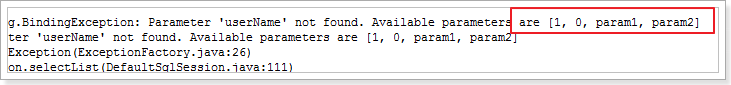 g.BindingException: Parameter 'userName' not found. Available parameters are [1, 0, param1, param2]
ter 'userName' not found. Available parameters are [1, 0, param1, param2]
Exception(ExceptionFactory.java:26)
on.selectList(DefaultSqlSession.java:111)